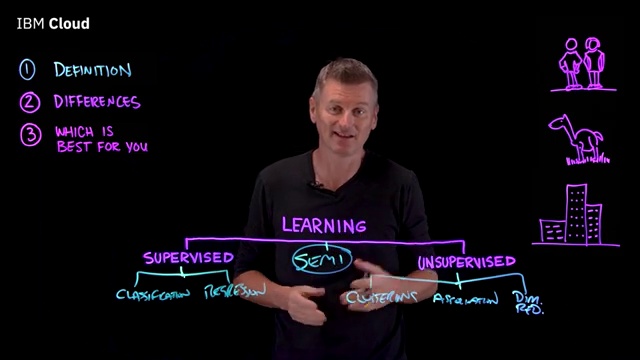 IBM Cloud
1 DEFINITION
2 DIFFERENCES
3 WHICH IS
BEST FOR YOU
LEARNING
SUPERVISED
SEMI
UNSUPERVISED
CLASSIFICATION
REGRESSION
CLUSTERING
ASSOCIATION
DIM.
RED.